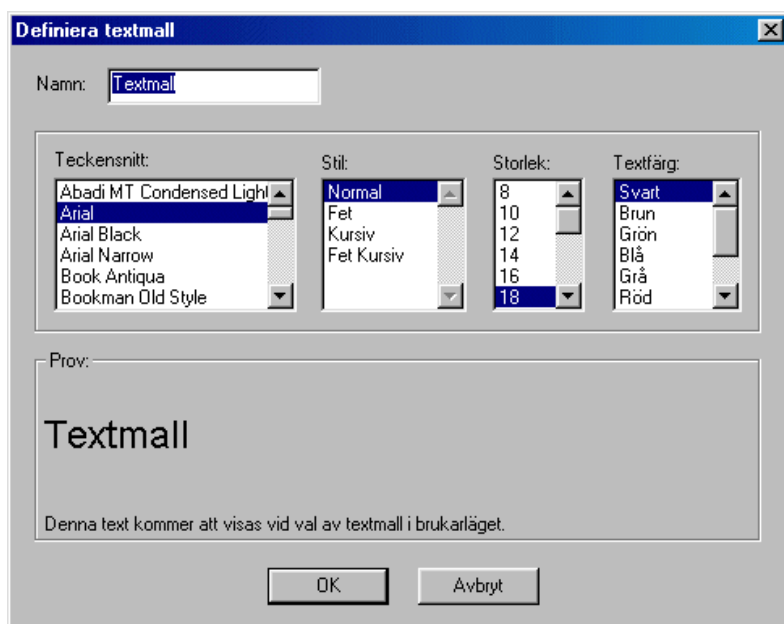 Definiera textmall
Namn: Textmall
Teckensnitt:
Abadi MT Condensed Light
Arial
Arial Black
Arial Narrow
Book Antiqua
Bookman Old Style
Stil:
Normal
Fet
Kursiv
Fet Kursiv
Storlek:
8
10
12
14
16
18
Textfärg:
Svart
Brun
Grön
Blå
Grå
Röd
Prov:
Textmall
Denna text kommer att visas vid val av textmall i brukarläget.
OK
Avbryt